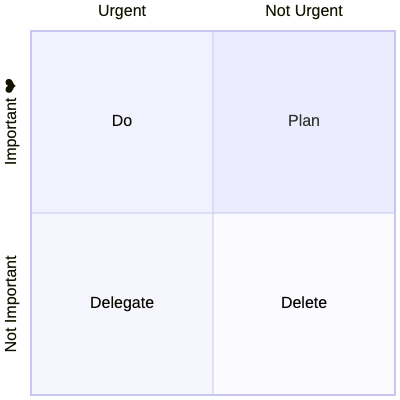 Urgent
Not Urgent
Important ❤
Do
Plan
Not Important
Delegate
Delete